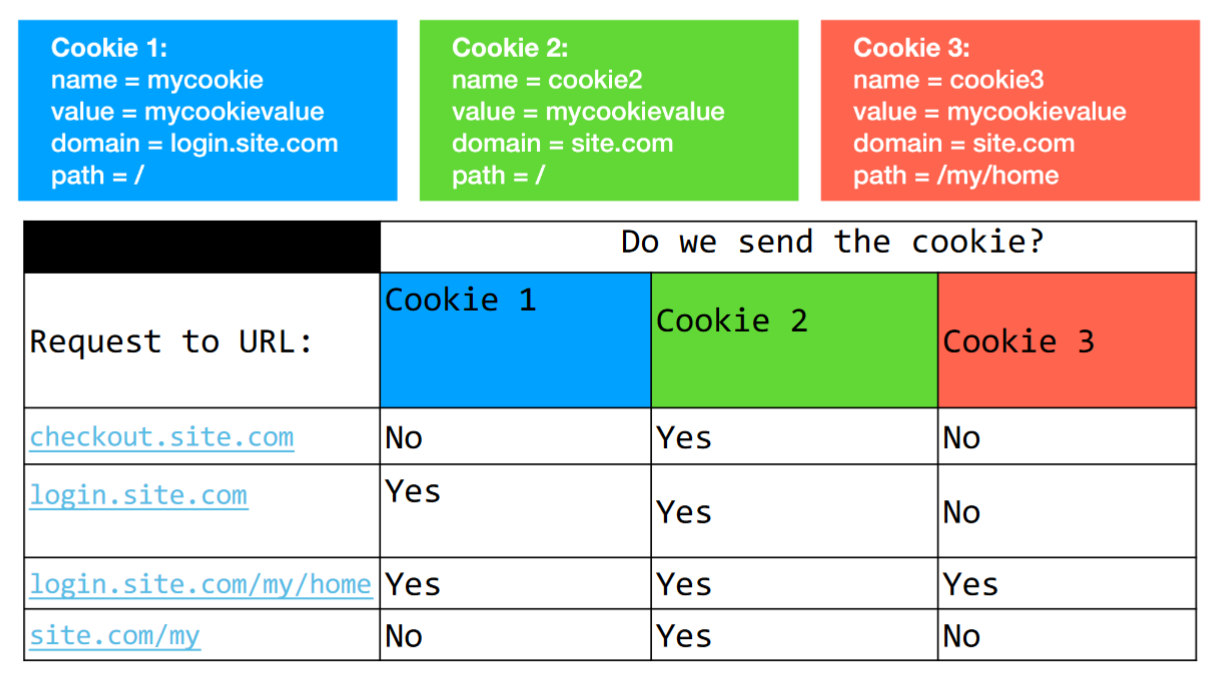 Cookie 1:
name = mycookie
value = mycookievalue
domain = login.site.com
path = /
Cookie 2:
name = cookie2
value = mycookievalue
domain = site.com
path = /
Cookie 3:
name = cookie3
value = mycookievalue
domain = site.com
path = /my/home
Do we send the cookie?
Request to URL: Cookie 1 Cookie 2 Cookie 3
checkout.site.com No Yes No
login.site.com Yes Yes No
login.site.com/my/home Yes Yes Yes
site.com/my No Yes No